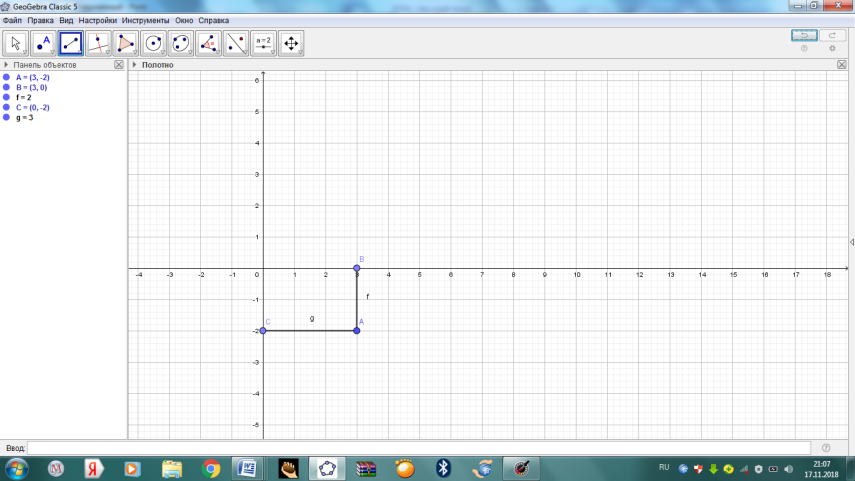 GeoGebra Classic 5
Файл Правка Вид Настройки Инструменты Окно Справка
A a=2
Панель объектов Полотно
A = (3, -2)
B = (3, 0)
f = 2
C = (0, -2)
g = 3
6
5
4
3
2
1
-4 -3 -2 -1 0 1 2 3 4 5 6 7 8 9 10 11 12 13 14 15 16 17 18
-1
-2
-3
-4
-5
B
f
g
C
A
Ввод:
RU
21:07
17.11.2018